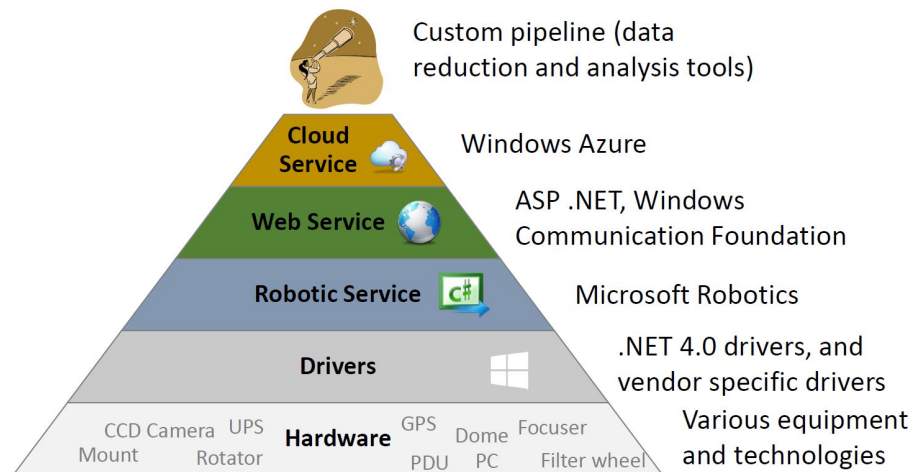 Custom pipeline (data
reduction and analysis tools)
Cloud
Service
Windows Azure
Web Service
ASP .NET, Windows
Communication Foundation
Robotic Service
C#
Microsoft Robotics
Drivers
.NET 4.0 drivers, and
vendor specific drivers
CCD Camera UPS Hardware GPS Dome Focuser
Mount Rotator PDU PC Filter wheel
Various equipment
and technologies